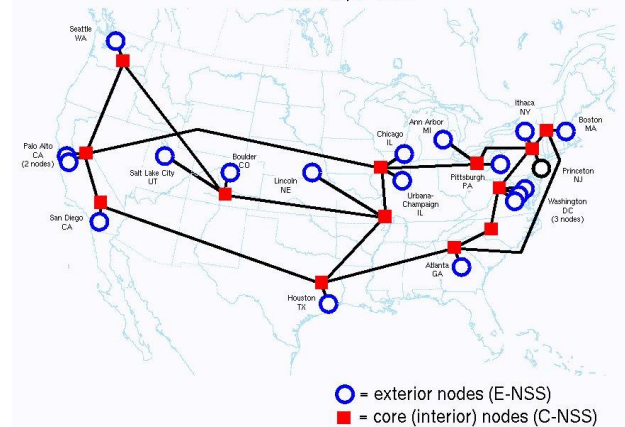 Seattle
WA
Palo Alto
CA
(2 nodes)
San Diego
CA
Salt Lake City
UT
Boulder
CO
Lincoln
NE
Houston
TX
Chicago
IL
Urbana-
Champaign
IL
Ann Arbor
MI
Pittsburgh
PA
Ithaca
NY
Boston
MA
Princeton
NJ
Washington
DC
(3 nodes)
Atlanta
GA
= exterior nodes (E-NSS)
= core (interior) nodes (C-NSS)